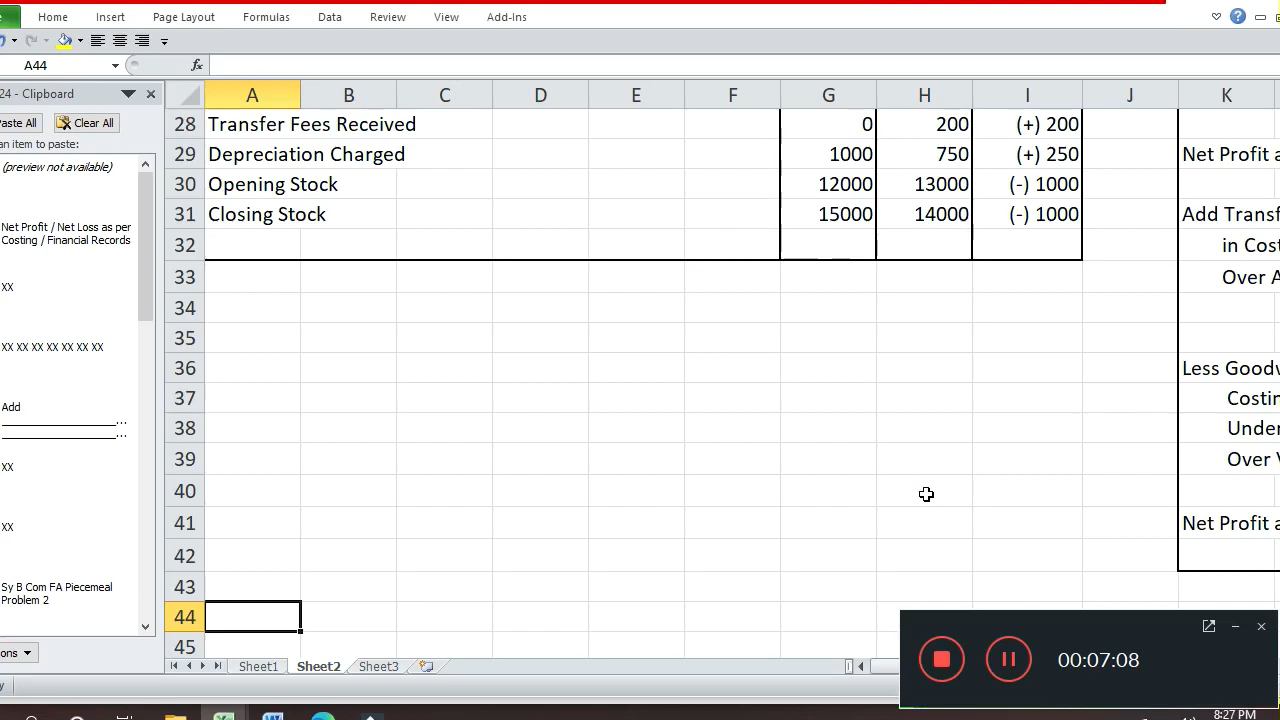 Home Insert Page Layout Formulas Data Review View Add-Ins
A44 fx
24 - Clipboard
Paste All Clear All
an item to paste:
(preview not available)
Net Profit / Net Loss as per
Costing / Financial Records
XX
XX XX XX XX XX XX XX
Add
_______________...
_______________...
XX
XX
Sy B Com FA Piecemeal
Problem 2
A B C D E F G H I J K
28 Transfer Fees Received 0 200 (+) 200
29 Depreciation Charged 1000 750 (+) 250 Net Profit a
30 Opening Stock 12000 13000 (-) 1000
31 Closing Stock 15000 14000 (-) 1000 Add Transf
32 in Cost
33 Over A
34
35
36 Less Goodw
37 Costin
38 Under
39 Over V
40
41 Net Profit a
42
43
44
45
Sheet1 Sheet2 Sheet3
00:07:08
8:27 PM